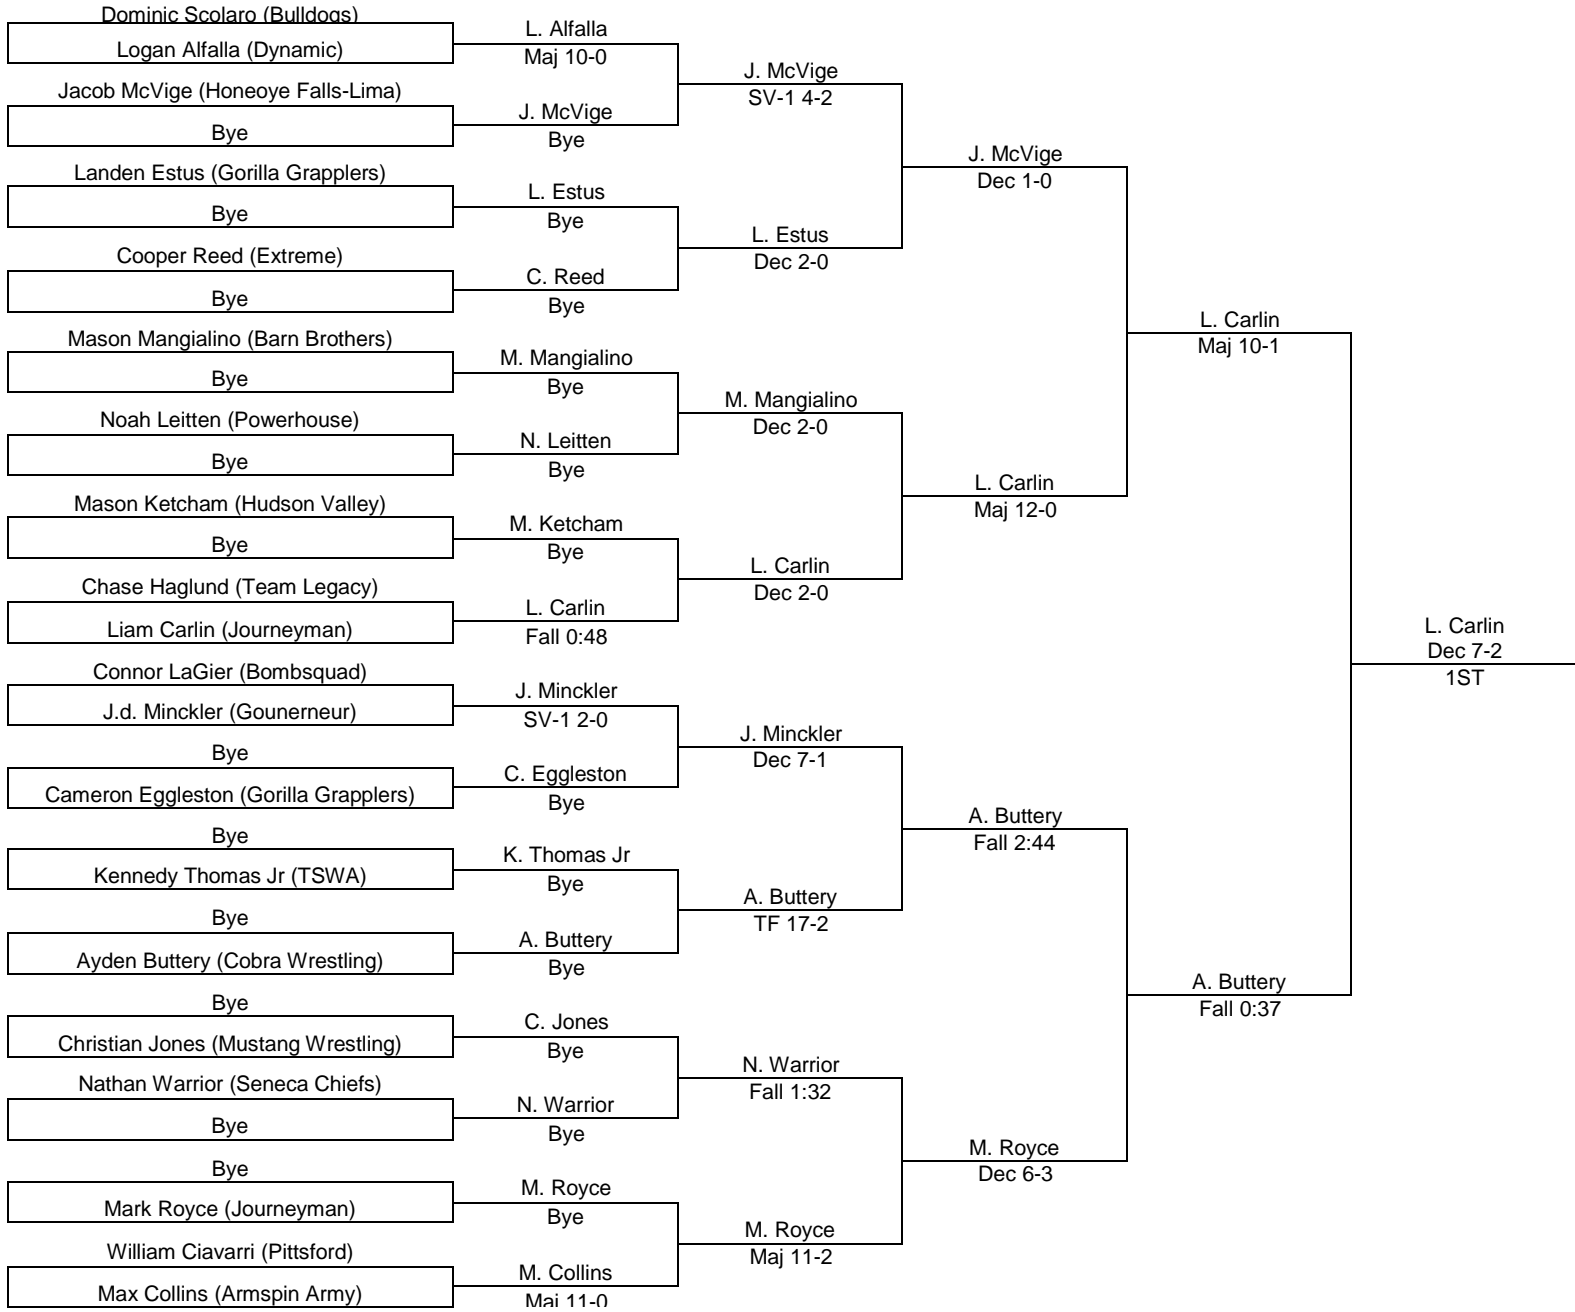 Dominic Scolaro (Bulldogs)
Logan Alfalla (Dynamic)
Jacob McVige (Honeoye Falls-Lima)
Bye
Landen Estus (Gorilla Grapplers)
Bye
Cooper Reed (Extreme)
Bye
Mason Mangialino (Barn Brothers)
Bye
Noah Leitten (Powerhouse)
Bye
Mason Ketcham (Hudson Valley)
Bye
Chase Haglund (Team Legacy)
Liam Carlin (Journeyman)
Connor LaGier (Bombsquad)
J.d. Minckler (Gounerneur)
Bye
Cameron Eggleston (Gorilla Grapplers)
Bye
Kennedy Thomas Jr (TSWA)
Bye
Ayden Buttery (Cobra Wrestling)
Bye
Christian Jones (Mustang Wrestling)
Nathan Warrior (Seneca Chiefs)
Bye
Bye
Mark Royce (Journeyman)
William Ciavarri (Pittsford)
Max Collins (Armspin Army)
L. Alfalla
Maj 10-0
J. McVige
Bye
L. Estus
Bye
C. Reed
Bye
M. Mangialino
Bye
N. Leitten
Bye
M. Ketcham
Bye
L. Carlin
Fall 0:48
J. Minckler
SV-1 2-0
C. Eggleston
Bye
K. Thomas Jr
Bye
A. Buttery
Bye
C. Jones
Bye
N. Warrior
Bye
M. Royce
Bye
M. Collins
Maj 11-0
J. McVige
SV-1 4-2
L. Estus
Dec 2-0
M. Mangialino
Dec 2-0
L. Carlin
Dec 2-0
J. Minckler
Dec 7-1
A. Buttery
TF 17-2
N. Warrior
Fall 1:32
M. Royce
Maj 11-2
J. McVige
Dec 1-0
L. Carlin
Maj 12-0
A. Buttery
Fall 2:44
M. Royce
Dec 6-3
L. Carlin
Maj 10-1
A. Buttery
Fall 0:37
L. Carlin
Dec 7-2
1ST